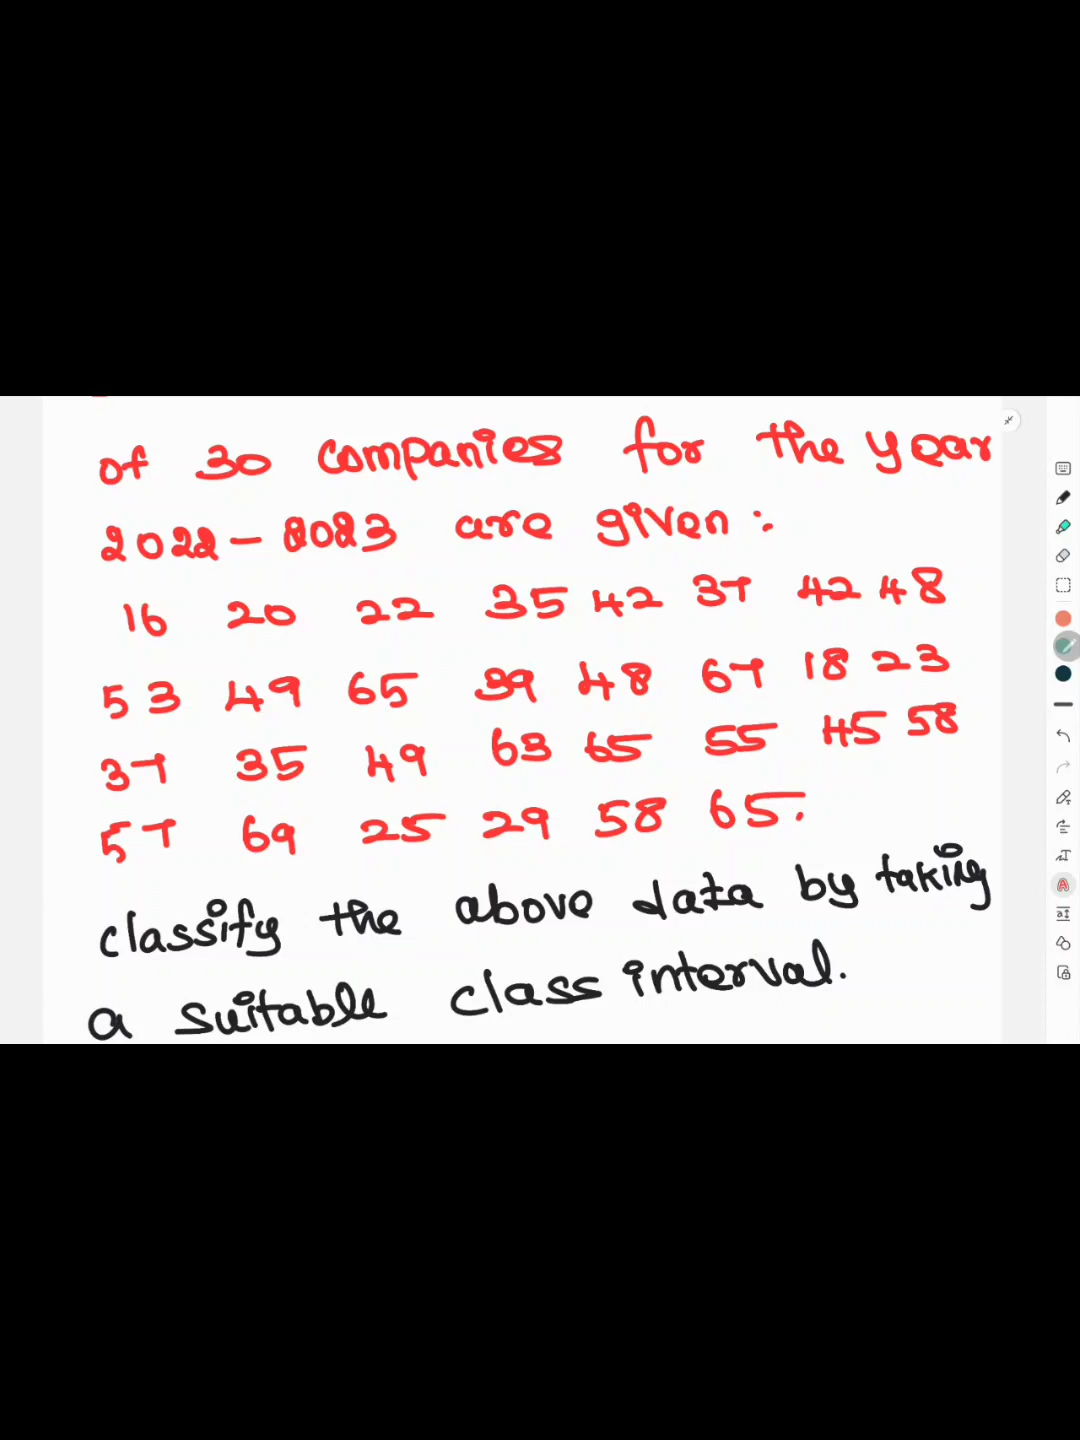 of 30 companies for the year
2022-2023 are given :
16 20 22 35 42 37 42 48
53 49 65 39 48 67 18 23
37 35 49 63 65 55 45 58
57 69 25 29 58 65.
classify the above data by taking
a suitable class interval.